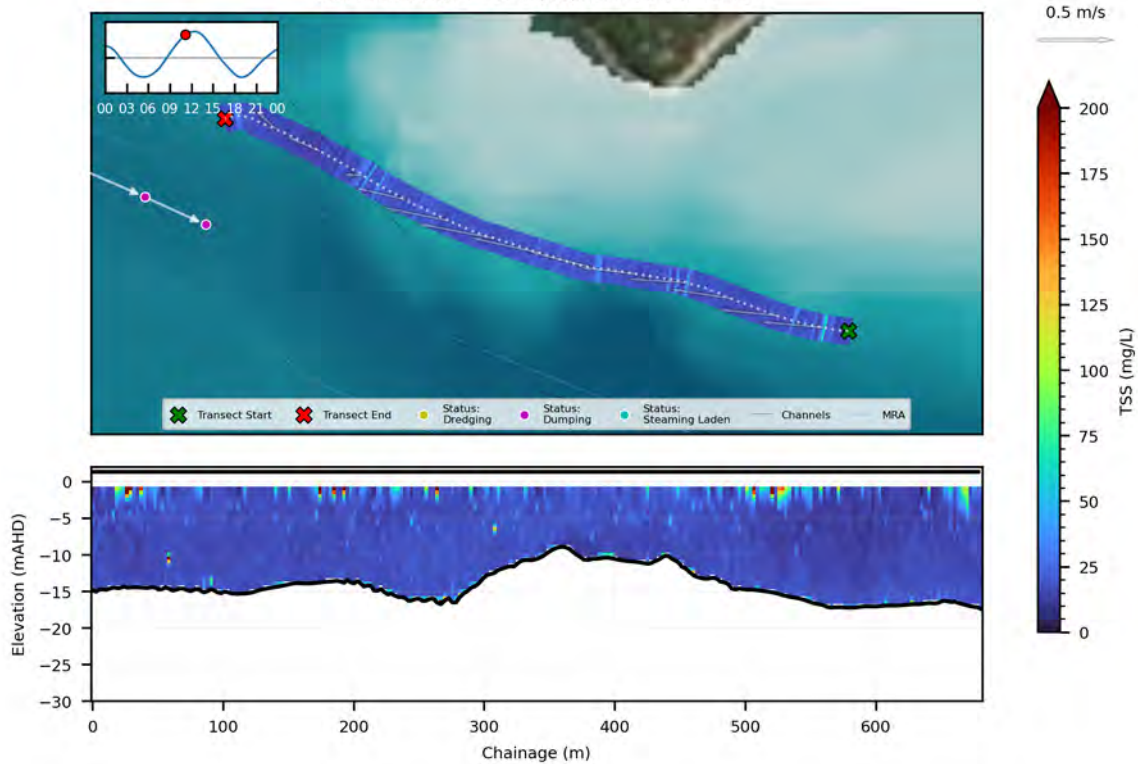 0.5 m/s
00 03 06 09 12 15 18 21 00
Transect Start
Transect End
Status:
Dredging
Status:
Dumping
Status:
Steaming Laden
Channels
MRA
200
175
150
125
100
75
50
25
0
TSS (mg/L)
0
−5
−10
−15
−20
−25
−30
Elevation (mAHD)
0 100 200 300 400 500 600
Chainage (m)